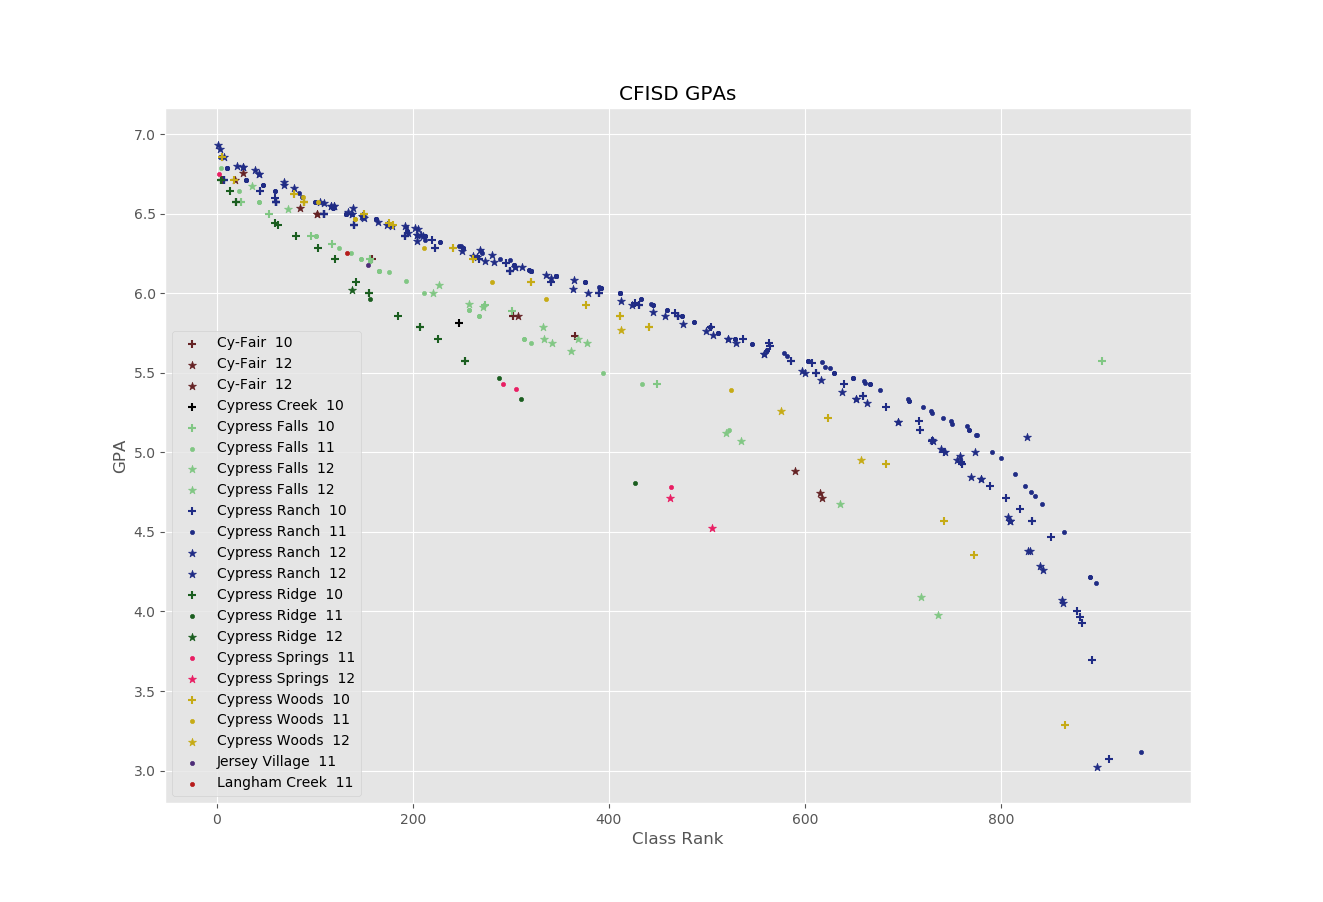 CFISD GPAs
7.0
6.5
6.0
5.5
5.0
4.5
4.0
3.5
3.0
GPA
Cy-Fair 10
Cy-Fair 12
Cy-Fair 12
Cypress Creek 10
Cypress Falls 10
Cypress Falls 11
Cypress Falls 12
Cypress Falls 12
Cypress Ranch 10
Cypress Ranch 11
Cypress Ranch 12
Cypress Ranch 12
Cypress Ridge 10
Cypress Ridge 11
Cypress Ridge 12
Cypress Springs 11
Cypress Springs 12
Cypress Woods 10
Cypress Woods 11
Cypress Woods 12
Jersey Village 11
Langham Creek 11
0 200 400 600 800
Class Rank